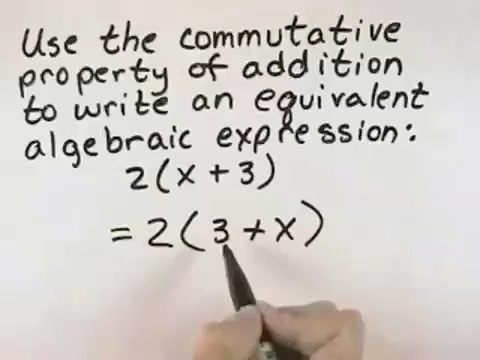 Use the commutative
property of addition
to write an equivalent
algebraic expression:
2(x+3)
=2(3+x)